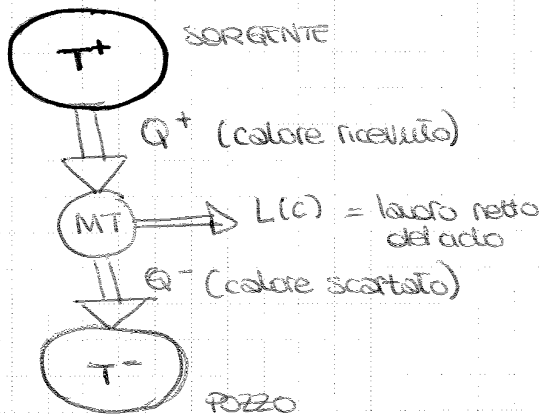 SORGENTE
T+
Q+ (calore ricevuto)
MT
L(c) = lavoro netto
del ciclo
Q- (calore scartato)
T-
POZZO